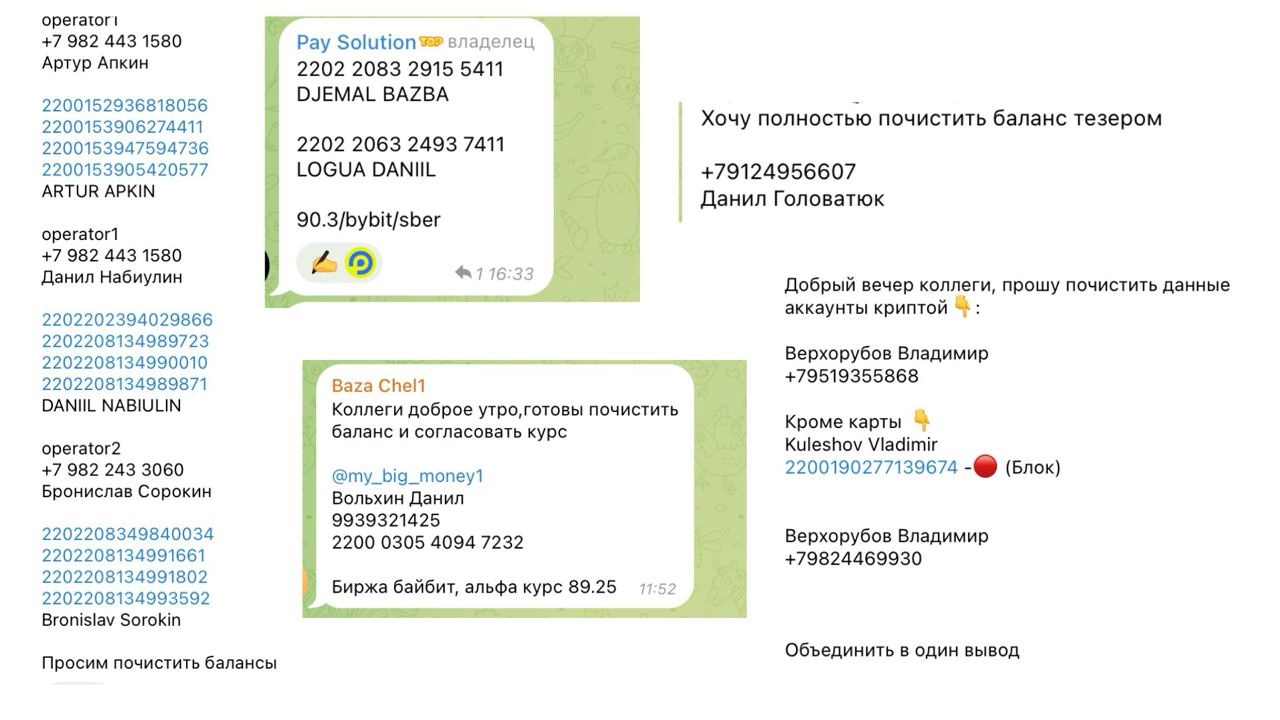 operator1
+7 982 443 1580
Артур Апкин
2200152936818056
2200153906274411
2200153947594736
2200153905420577
ARTUR APKIN
operator1
+7 982 443 1580
Данил Набиулин
2202202394029866
2202208134989723
2202208134990010
2202208134989871
DANIIL NABIULIN
operator2
+7 982 243 3060
Бронислав Сорокин
2202208349840034
2202208134991661
2202208134991802
2202208134993592
Bronislav Sorokin
Просим почистить балансы
Pay Solution TOP владелец
2202 2083 2915 5411
DJEMAL BAZBA
2202 2063 2493 7411
LOGUA DANIIL
90.3/bybit/sber
1 16:33
Baza Chel1
Коллеги доброе утро,готовы почистить
баланс и согласовать курс
@my_big_money1
Вольхин Данил
9939321425
2200 0305 4094 7232
Биржа байбит, альфа курс 89.25 11:52
Хочу полностью почистить баланс тезером
+79124956607
Данил Головатюк
Добрый вечер коллеги, прошу почистить данные
аккаунты криптой 👇:
Верхорубов Владимир
+79519355868
Кроме карты 👇
Kuleshov Vladimir
2200190277139674 -🔴 (Блок)
Верхорубов Владимир
+79824469930
Объединить в один вывод